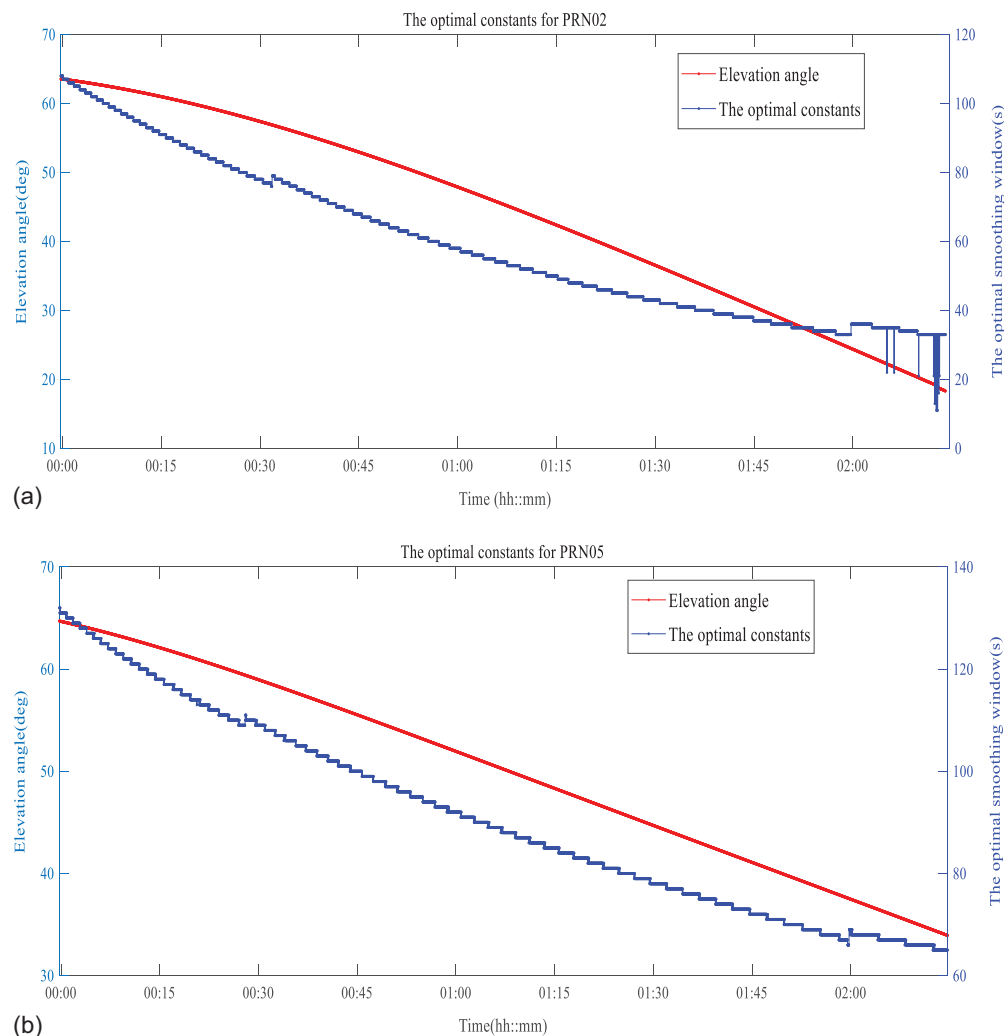 The optimal constants for PRN02
70
60
50
40
30
20
10
Elevation angle(deg)
120
100
80
60
40
20
0
The optimal smoothing window(s)
Elevation angle
The optimal constants
00:00 00:15 00:30 00:45 01:00 01:15 01:30 01:45 02:00
Time (hh::mm)
(a)
The optimal constants for PRN05
70
60
50
40
30
Elevation angle(deg)
140
120
100
80
60
The optimal smoothing window(s)
Elevation angle
The optimal constants
00:00 00:15 00:30 00:45 01:00 01:15 01:30 01:45 02:00
Time(hh::mm)
(b)